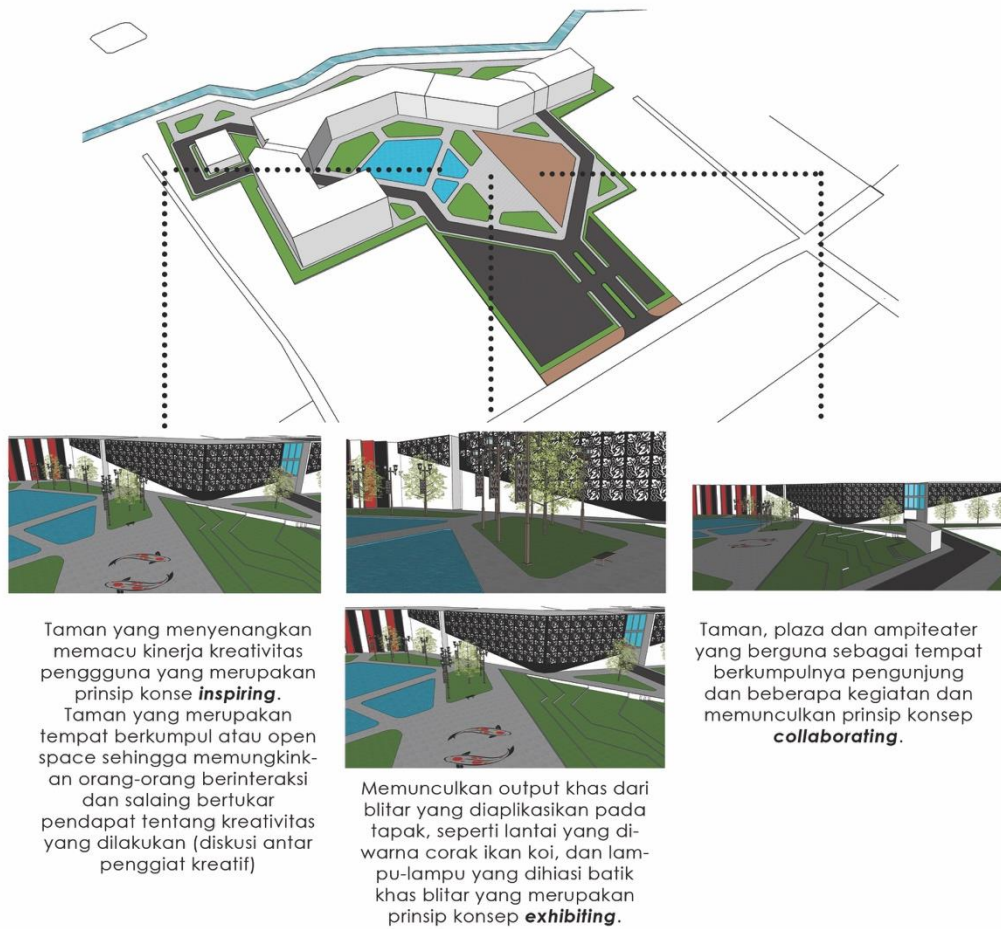 Taman yang menyenangkan
memacu kinerja kreativitas
penggguna yang merupakan
prinsip konse inspiring.
Taman yang merupakan
tempat berkumpul atau open
space sehingga memungkink-
an orang-orang berinteraksi
dan salaing bertukar
pendapat tentang kreativitas
yang dilakukan (diskusi antar
penggiat kreatif)
Memunculkan output khas dari
blitar yang diaplikasikan pada
tapak, seperti lantai yang di-
warna corak ikan koi, dan lam-
pu-lampu yang dihiasi batik
khas blitar yang merupakan
prinsip konsep exhibiting.
Taman, plaza dan ampiteater
yang berguna sebagai tempat
berkumpulnya pengunjung
dan beberapa kegiatan dan
memunculkan prinsip konsep
collaborating.